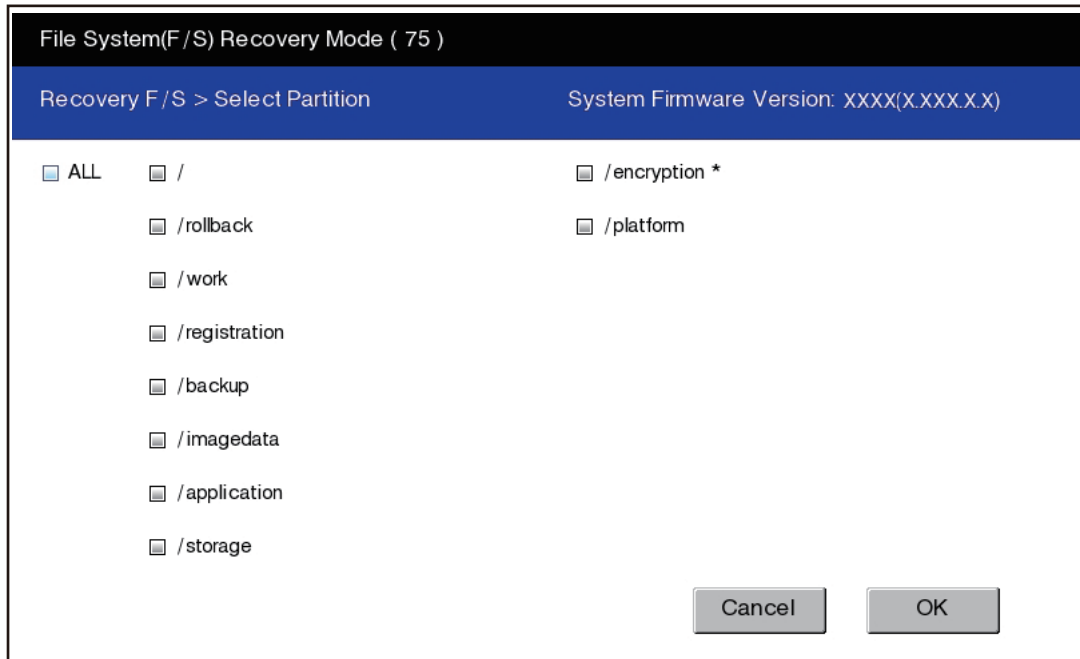 File System(F/S) Recovery Mode ( 75 )
Recovery F/S > Select Partition System Firmware Version: XXXX(X.XXX.X.X)
ALL / /encryption *
/rollback /platform
/work
/registration
/backup
/imagedata
/application
/storage
Cancel OK